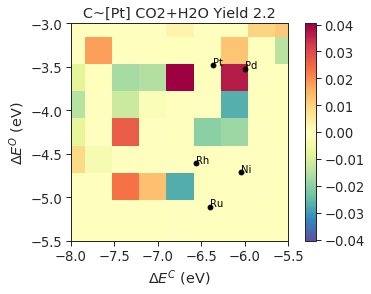 C~[Pt] CO2+H2O Yield 2.2
−3.0
−3.5
−4.0
−4.5
−5.0
−5.5
ΔE^O (eV)
Pt
Pd
Rh
Ni
Ru
−8.0 −7.5 −7.0 −6.5 −6.0 −5.5
ΔE^C (eV)
0.04
0.03
0.02
0.01
0.00
−0.01
−0.02
−0.03
−0.04